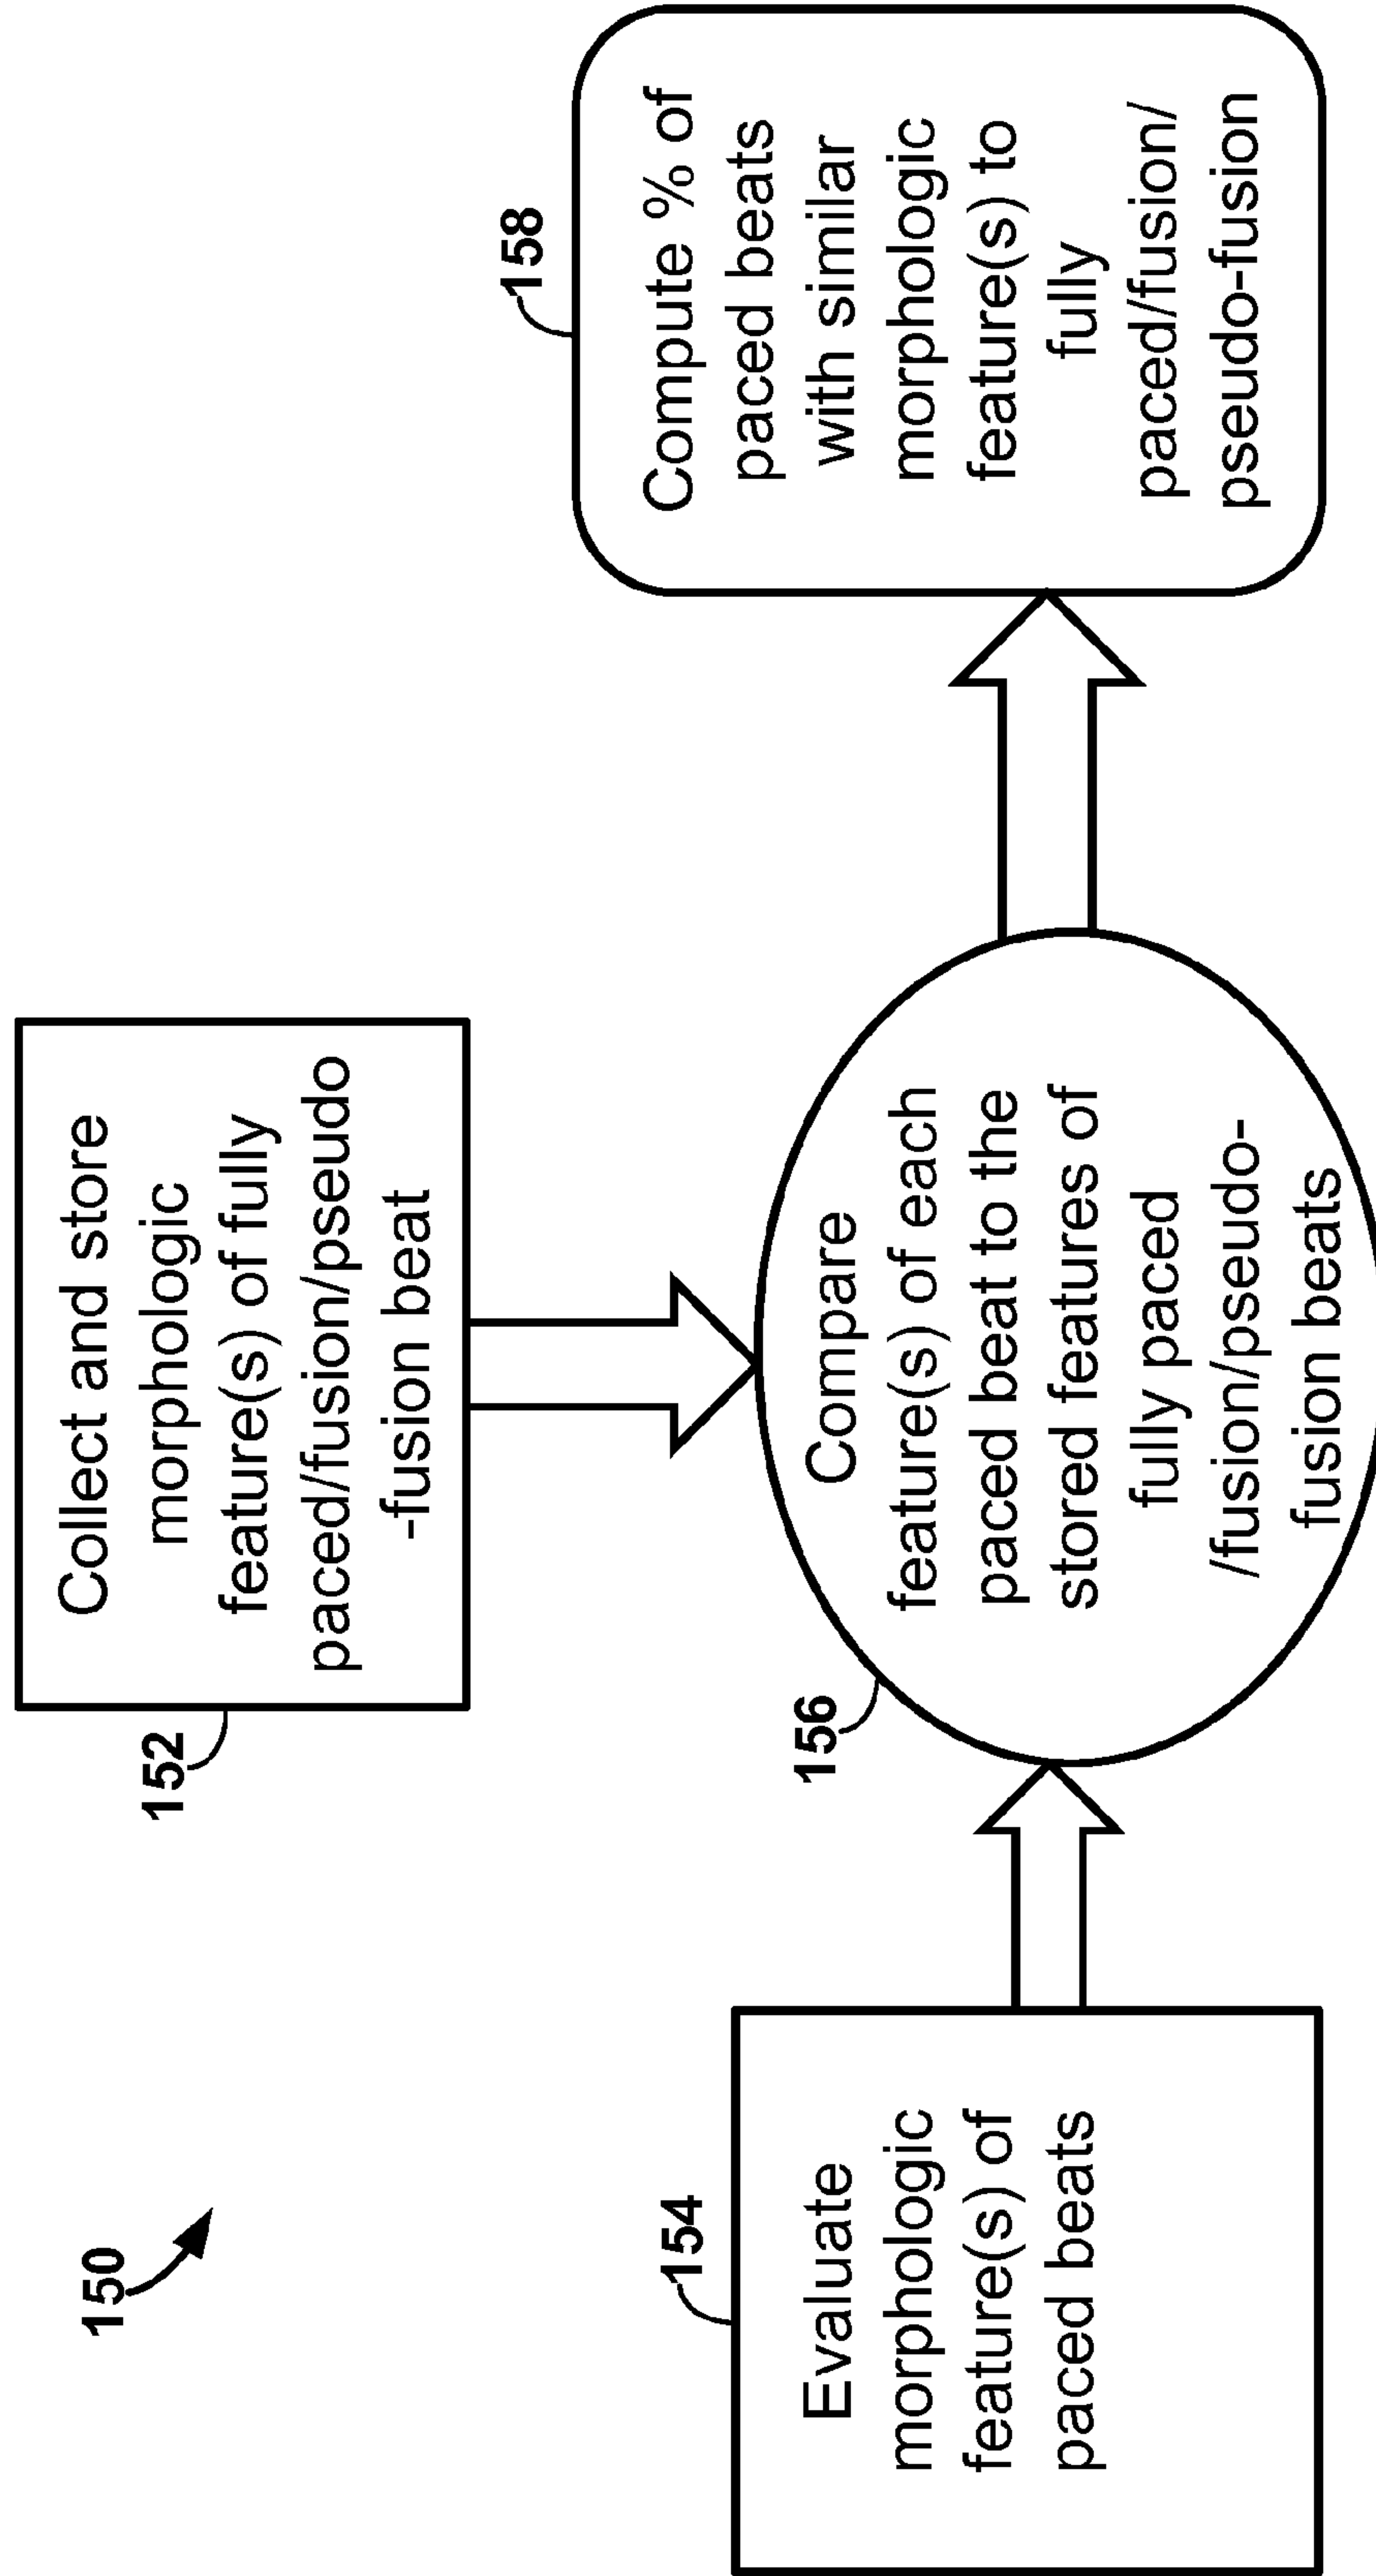 150
152
Collect and store
morphologic
feature(s) of fully
paced/fusion/pseudo
-fusion beat
154
Evaluate
morphologic
feature(s) of
paced beats
156
Compare
feature(s) of each
paced beat to the
stored features of
fully paced
/fusion/pseudo-
fusion beats
158
Compute % of
paced beats
with similar
morphologic
feature(s) to
fully
paced/fusion/
pseudo-fusion